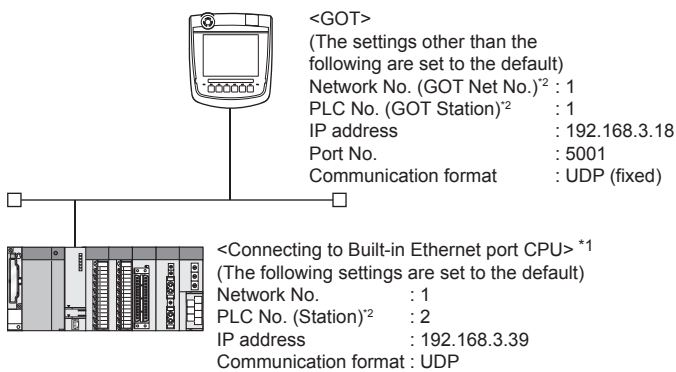 <GOT>
(The settings other than the
following are set to the default)
Network No. (GOT Net No.)*2 : 1
PLC No. (GOT Station)*2 : 1
IP address : 192.168.3.18
Port No. : 5001
Communication format : UDP (fixed)
<Connecting to Built-in Ethernet port CPU> *1
(The following settings are set to the default)
Network No. : 1
PLC No. (Station)*2 : 2
IP address : 192.168.3.39
Communication format : UDP